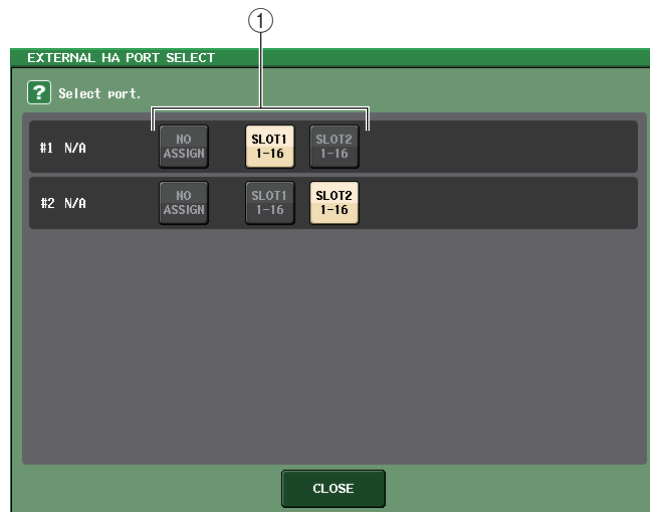 ①
EXTERNAL HA PORT SELECT
? Select port.
#1 N/A NO ASSIGN SLOT1 1-16 SLOT2 1-16
#2 N/A NO ASSIGN SLOT1 1-16 SLOT2 1-16
CLOSE